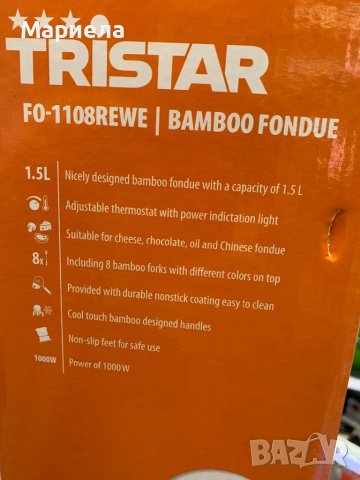 Мариела
TRISTAR
FO-1108REWE | BAMBOO FONDUE
1.5L Nicely designed bamboo fondue with a capacity of 1.5 L
Adjustable thermostat with power indictation light
Suitable for cheese, chocolate, oil and Chinese fondue
8x Including 8 bamboo forks with different colors on top
Provided with durable nonstick coating easy to clean
Cool touch bamboo designed handles
Non-slip feet for safe use
1000W Power of 1000 W
BAZAR
bg